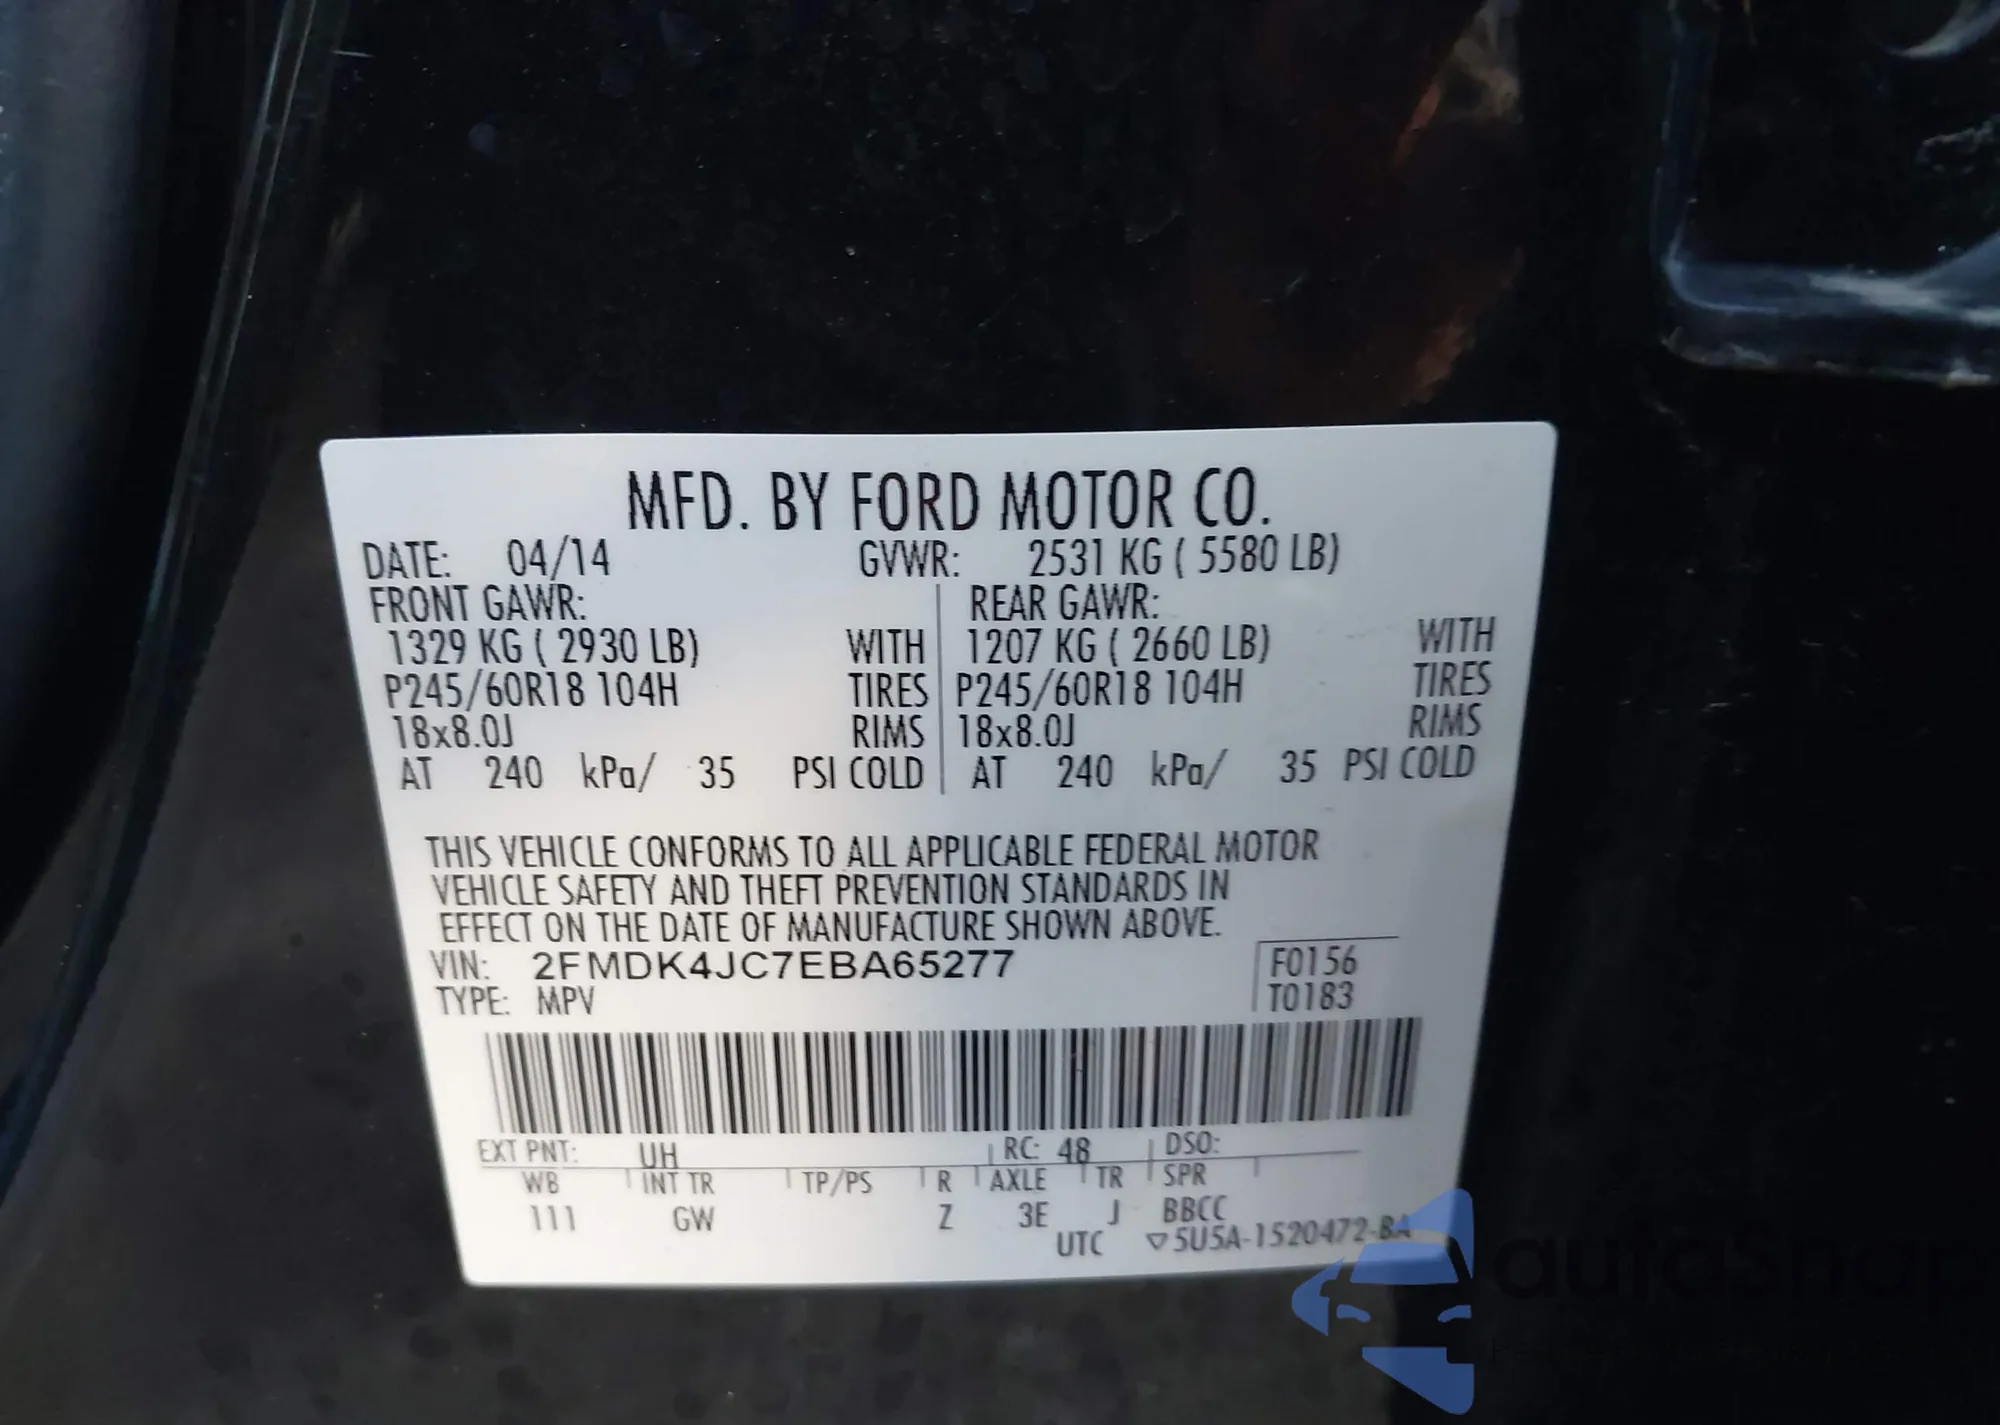 MFD. BY FORD MOTOR CO.
DATE: 04/14 GVWR: 2531 KG ( 5580 LB)
FRONT GAWR: REAR GAWR:
1329 KG ( 2930 LB) WITH 1207 KG ( 2660 LB) WITH
P245/60R18 104H TIRES P245/60R18 104H TIRES
18x8.0J RIMS 18x8.0J RIMS
AT 240 kPa/ 35 PSI COLD AT 240 kPa/ 35 PSI COLD
THIS VEHICLE CONFORMS TO ALL APPLICABLE FEDERAL MOTOR
VEHICLE SAFETY AND THEFT PREVENTION STANDARDS IN
EFFECT ON THE DATE OF MANUFACTURE SHOWN ABOVE.
VIN: 2FMDK4JC7EBA65277 F0156
TYPE: MPV T0183
EXT PNT: UH RC: 48 DSO:
WB INT TR TP/PS R AXLE TR SPR
111 GW Z 3E J BBCC
UTC ▽5U5A-1520472-BA
autoshop